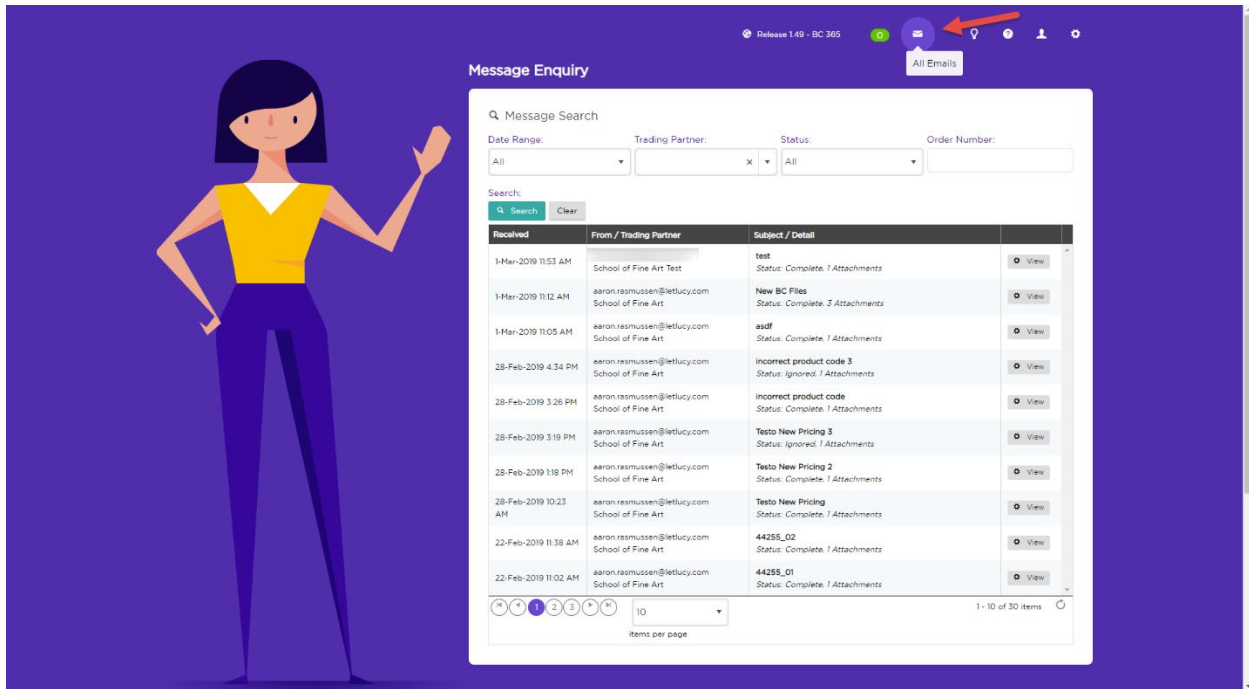 Release 1.49 - BC 365
0
All Emails
Message Enquiry
Message Search
Date Range: Trading Partner: Status: Order Number:
All x All
Search:
Search Clear
Received From / Trading Partner Subject / Detail
1-Mar-2019 11:53 AM School of Fine Art Test test
Status: Complete, 1 Attachments View
1-Mar-2019 11:12 AM aaron.rasmussen@letlucy.com New BC Files
School of Fine Art Status: Complete, 3 Attachments View
1-Mar-2019 11:05 AM aaron.rasmussen@letlucy.com asdf
School of Fine Art Status: Complete, 1 Attachments View
28-Feb-2019 4:34 PM aaron.rasmussen@letlucy.com incorrect product code 3
School of Fine Art Status: Ignored, 1 Attachments View
28-Feb-2019 3:26 PM aaron.rasmussen@letlucy.com incorrect product code
School of Fine Art Status: Complete, 1 Attachments View
28-Feb-2019 3:19 PM aaron.rasmussen@letlucy.com Testo New Pricing 3
School of Fine Art Status: Ignored, 1 Attachments View
28-Feb-2019 1:18 PM aaron.rasmussen@letlucy.com Testo New Pricing 2
School of Fine Art Status: Complete, 1 Attachments View
28-Feb-2019 10:23 AM aaron.rasmussen@letlucy.com Testo New Pricing
School of Fine Art Status: Complete, 1 Attachments View
22-Feb-2019 11:38 AM aaron.rasmussen@letlucy.com 44255_02
School of Fine Art Status: Complete, 1 Attachments View
22-Feb-2019 11:02 AM aaron.rasmussen@letlucy.com 44255_01
School of Fine Art Status: Complete, 1 Attachments View
1 2 3 10 1 - 10 of 30 items
items per page